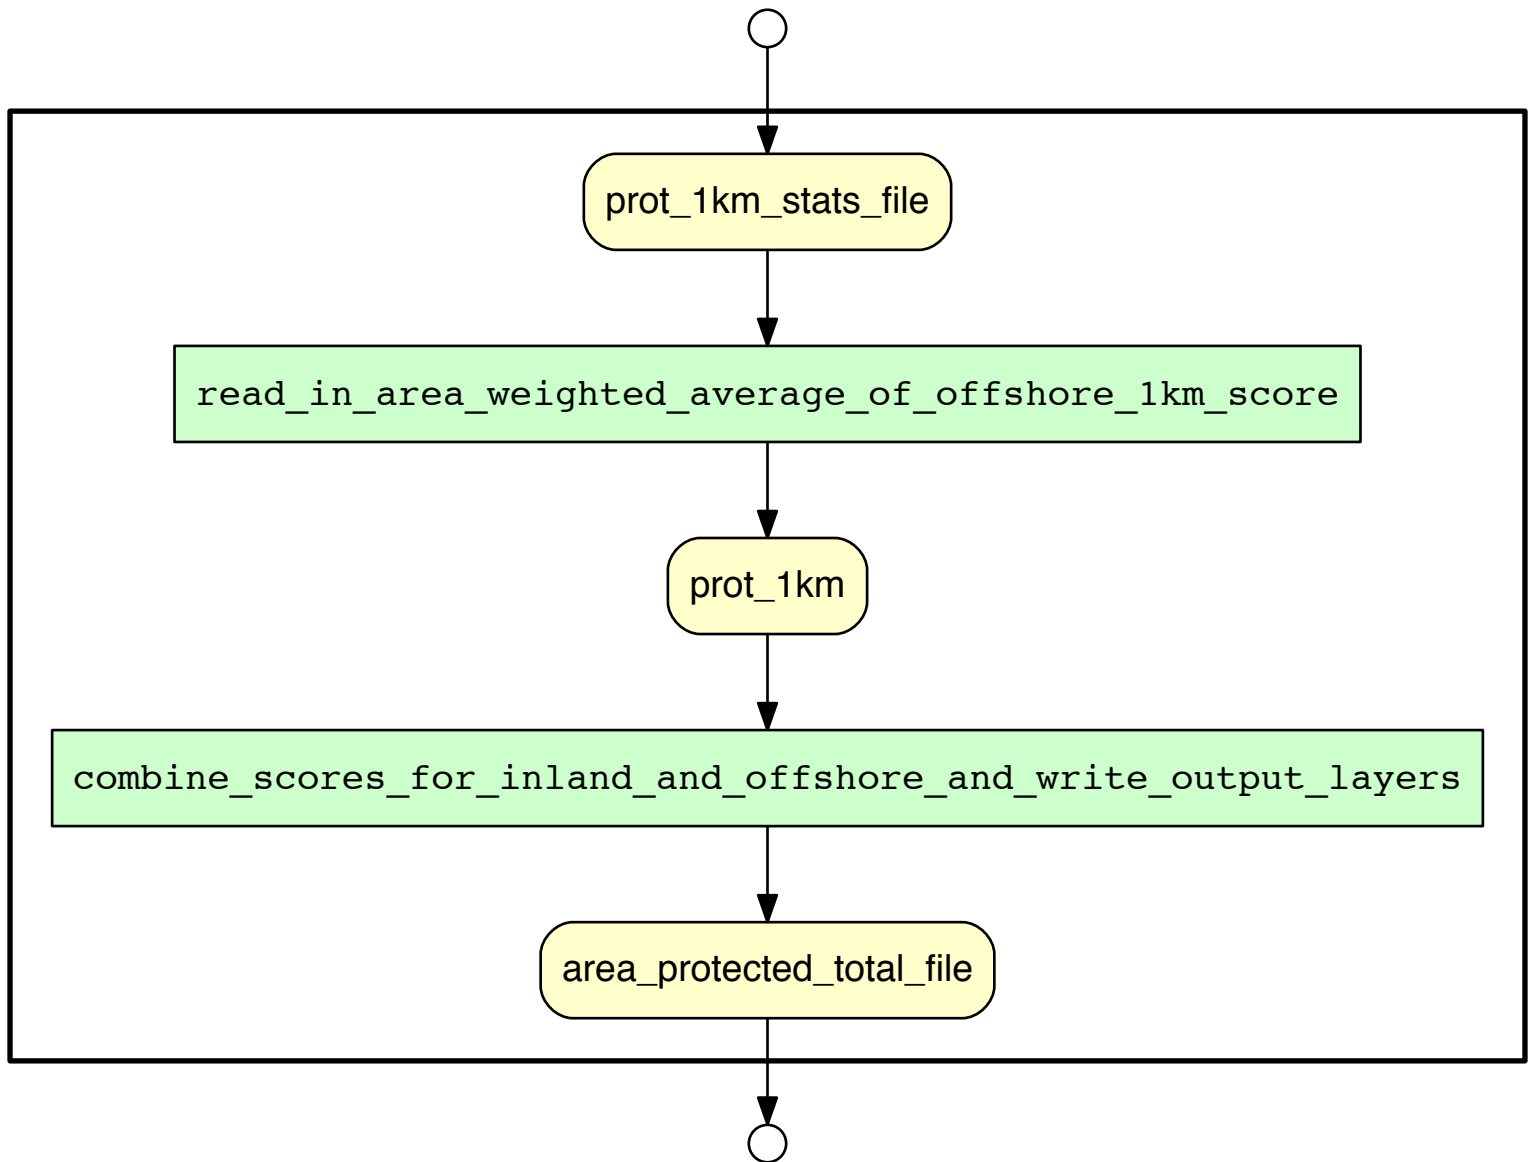 prot_1km_stats_file
read_in_area_weighted_average_of_offshore_1km_score
prot_1km
combine_scores_for_inland_and_offshore_and_write_output_layers
area_protected_total_file